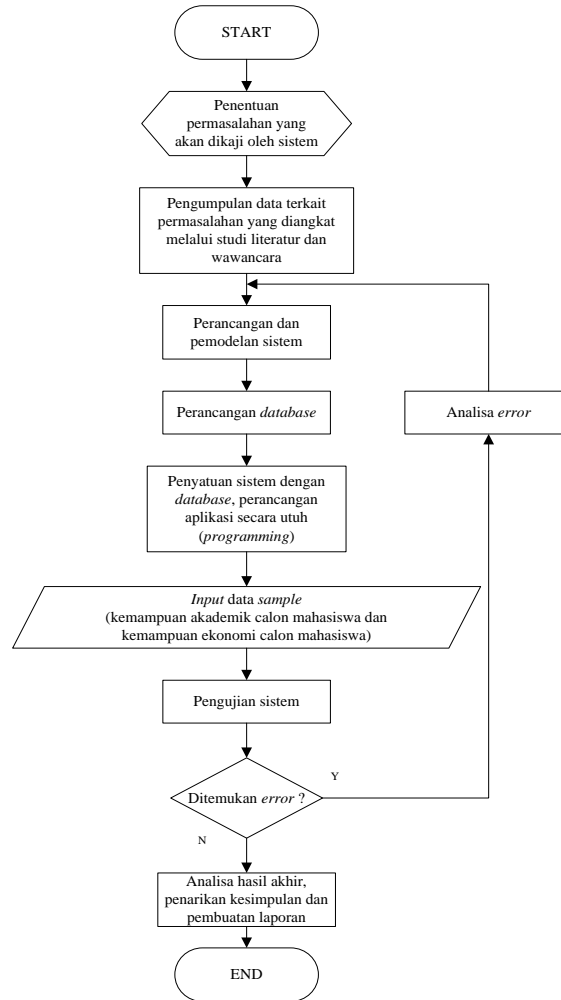 START
Penentuan
permasalahan yang
akan dikaji oleh sistem
Pengumpulan data terkait
permasalahan yang diangkat
melalui studi literatur dan
wawancara
Perancangan dan
pemodelan sistem
Perancangan database
Analisa error
Penyatuan sistem dengan
database, perancangan
aplikasi secara utuh
(programming)
Input data sample
(kemampuan akademik calon mahasiswa dan
kemampuan ekonomi calon mahasiswa)
Pengujian sistem
Ditemukan error ?
Y
N
Analisa hasil akhir,
penarikan kesimpulan dan
pembuatan laporan
END